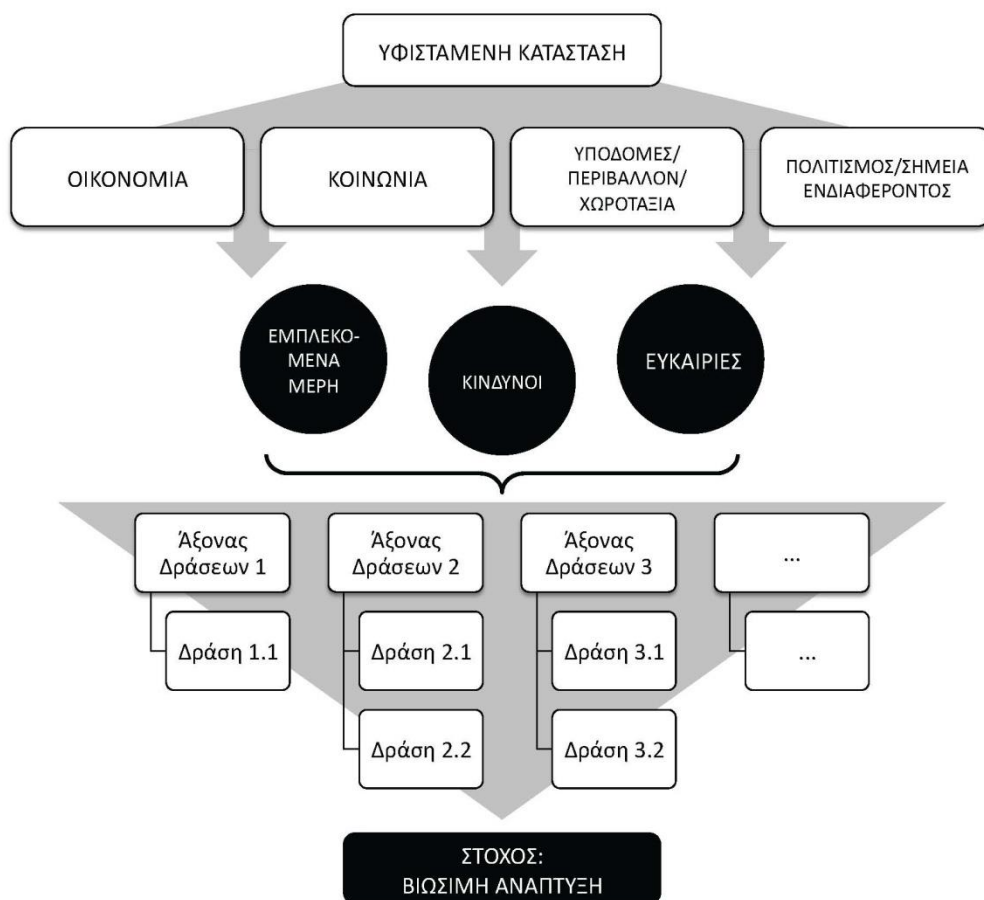 ΥΦΙΣΤΑΜΕΝΗ ΚΑΤΑΣΤΑΣΗ
ΟΙΚΟΝΟΜΙΑ
ΚΟΙΝΩΝΙΑ
ΥΠΟΔΟΜΕΣ/
ΠΕΡΙΒΑΛΛΟΝ/
ΧΩΡΟΤΑΞΙΑ
ΠΟΛΙΤΙΣΜΟΣ/ΣΗΜΕΙΑ
ΕΝΔΙΑΦΕΡΟΝΤΟΣ
ΕΜΠΛΕΚΟ-
ΜΕΝΑ
ΜΕΡΗ
ΚΙΝΔΥΝΟΙ
ΕΥΚΑΙΡΙΕΣ
Άξονας
Δράσεων 1
Άξονας
Δράσεων 2
Άξονας
Δράσεων 3
...
Δράση 1.1
Δράση 2.1
Δράση 3.1
...
Δράση 2.2
Δράση 3.2
ΣΤΟΧΟΣ:
ΒΙΩΣΙΜΗ ΑΝΑΠΤΥΞΗ